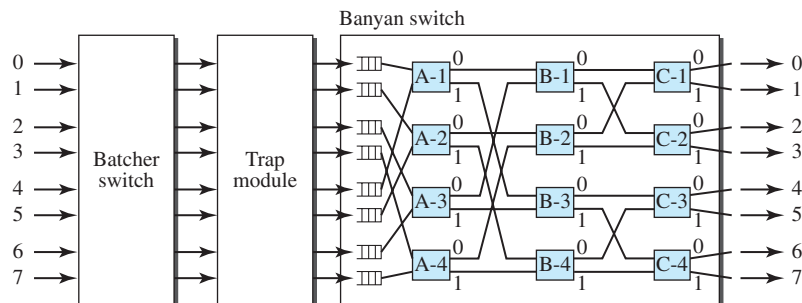 Banyan switch
0 0 0 0 0
A-1 B-1 C-1
1 1 1 1 1
0 0 0
2 A-2 B-2 C-2 2
3 Batcher switch Trap module 1 1 1 3
4 0 0 0 4
5 A-3 B-3 C-3 5
1 1 1
6 0 0 0 6
A-4 B-4 C-4
7 1 1 1 7